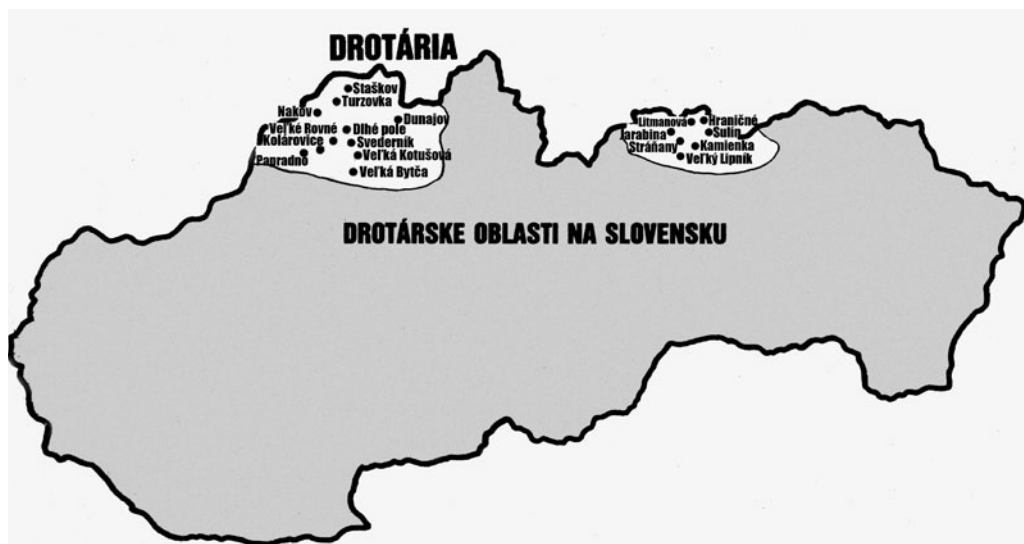 DROTÁRIA
Staškov
Turzovka
Nakov
Dunajov
Veľké Rovné
Dlhé pole
Kolárovice
Svederník
Papradno
Veľká Kotušová
Veľká Bytča
Litmanová
Hraničné
Jarabina
Sulín
Stráňany
Kamienka
Veľký Lipník
DROTÁRSKE OBLASTI NA SLOVENSKU